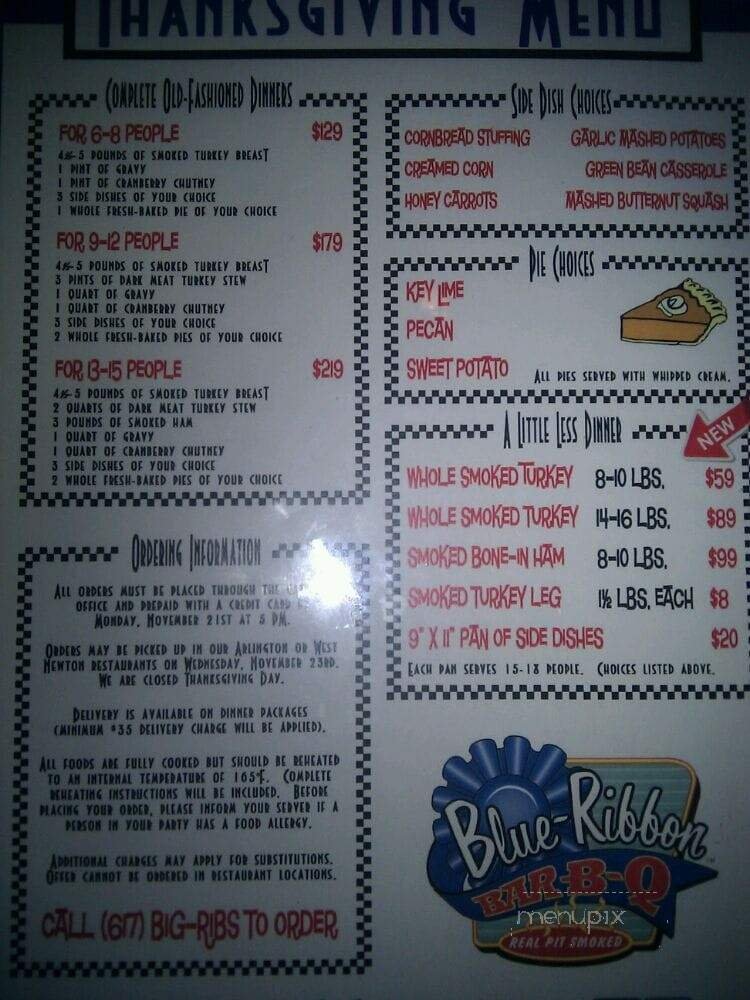 THANKSGIVING MENU
COMPLETE OLD-FASHIONED DINNERS
FOR 6-8 PEOPLE $129
4½-5 POUNDS OF SMOKED TURKEY BREAST
1 PINT OF GRAVY
1 PINT OF CRANBERRY CHUTNEY
3 SIDE DISHES OF YOUR CHOICE
1 WHOLE FRESH-BAKED PIE OF YOUR CHOICE
FOR 9-12 PEOPLE $179
4½-5 POUNDS OF SMOKED TURKEY BREAST
3 PINTS OF DARK MEAT TURKEY STEW
1 QUART OF GRAVY
1 QUART OF CRANBERRY CHUTNEY
3 SIDE DISHES OF YOUR CHOICE
2 WHOLE FRESH-BAKED PIES OF YOUR CHOICE
FOR 13-15 PEOPLE $219
4½-5 POUNDS OF SMOKED TURKEY BREAST
2 QUARTS OF DARK MEAT TURKEY STEW
3 POUNDS OF SMOKED HAM
1 QUART OF GRAVY
1 QUART OF CRANBERRY CHUTNEY
3 SIDE DISHES OF YOUR CHOICE
2 WHOLE FRESH-BAKED PIES OF YOUR CHOICE
ORDERING INFORMATION
ALL ORDERS MUST BE PLACED THROUGH THE
OFFICE AND PREPAID WITH A CREDIT CARD
MONDAY, NOVEMBER 21ST AT 5 PM.
ORDERS MAY BE PICKED UP IN OUR ARLINGTON OR WEST
NEWTON RESTAURANTS ON WEDNESDAY, NOVEMBER 23RD.
WE ARE CLOSED THANKSGIVING DAY.
DELIVERY IS AVAILABLE ON DINNER PACKAGES
(MINIMUM $35 DELIVERY CHARGE WILL BE APPLIED).
ALL FOODS ARE FULLY COOKED BUT SHOULD BE REHEATED
TO AN INTERNAL TEMPERATURE OF 165°F. COMPLETE
REHEATING INSTRUCTIONS WILL BE INCLUDED. BEFORE
PLACING YOUR ORDER, PLEASE INFORM YOUR SERVER IF A
PERSON IN YOUR PARTY HAS A FOOD ALLERGY.
ADDITIONAL CHARGES MAY APPLY FOR SUBSTITUTIONS.
OFFER CANNOT BE ORDERED IN RESTAURANT LOCATIONS.
CALL (617) BIG-RIBS TO ORDER
SIDE DISH CHOICES
CORNBREAD STUFFING GARLIC MASHED POTATOES
CREAMED CORN GREEN BEAN CASSEROLE
HONEY CARROTS MASHED BUTTERNUT SQUASH
PIE CHOICES
KEY LIME
PECAN
SWEET POTATO ALL PIES SERVED WITH WHIPPED CREAM.
A LITTLE LESS DINNER
NEW
WHOLE SMOKED TURKEY 8-10 LBS. $59
WHOLE SMOKED TURKEY 14-16 LBS. $89
SMOKED BONE-IN HAM 8-10 LBS. $99
SMOKED TURKEY LEG 1½ LBS. EACH $8
9" X 11" PAN OF SIDE DISHES $20
EACH PAN SERVES 15-18 PEOPLE. CHOICES LISTED ABOVE.
Blue-Ribbon
BAR-B-Q
menupix
REAL PIT SMOKED